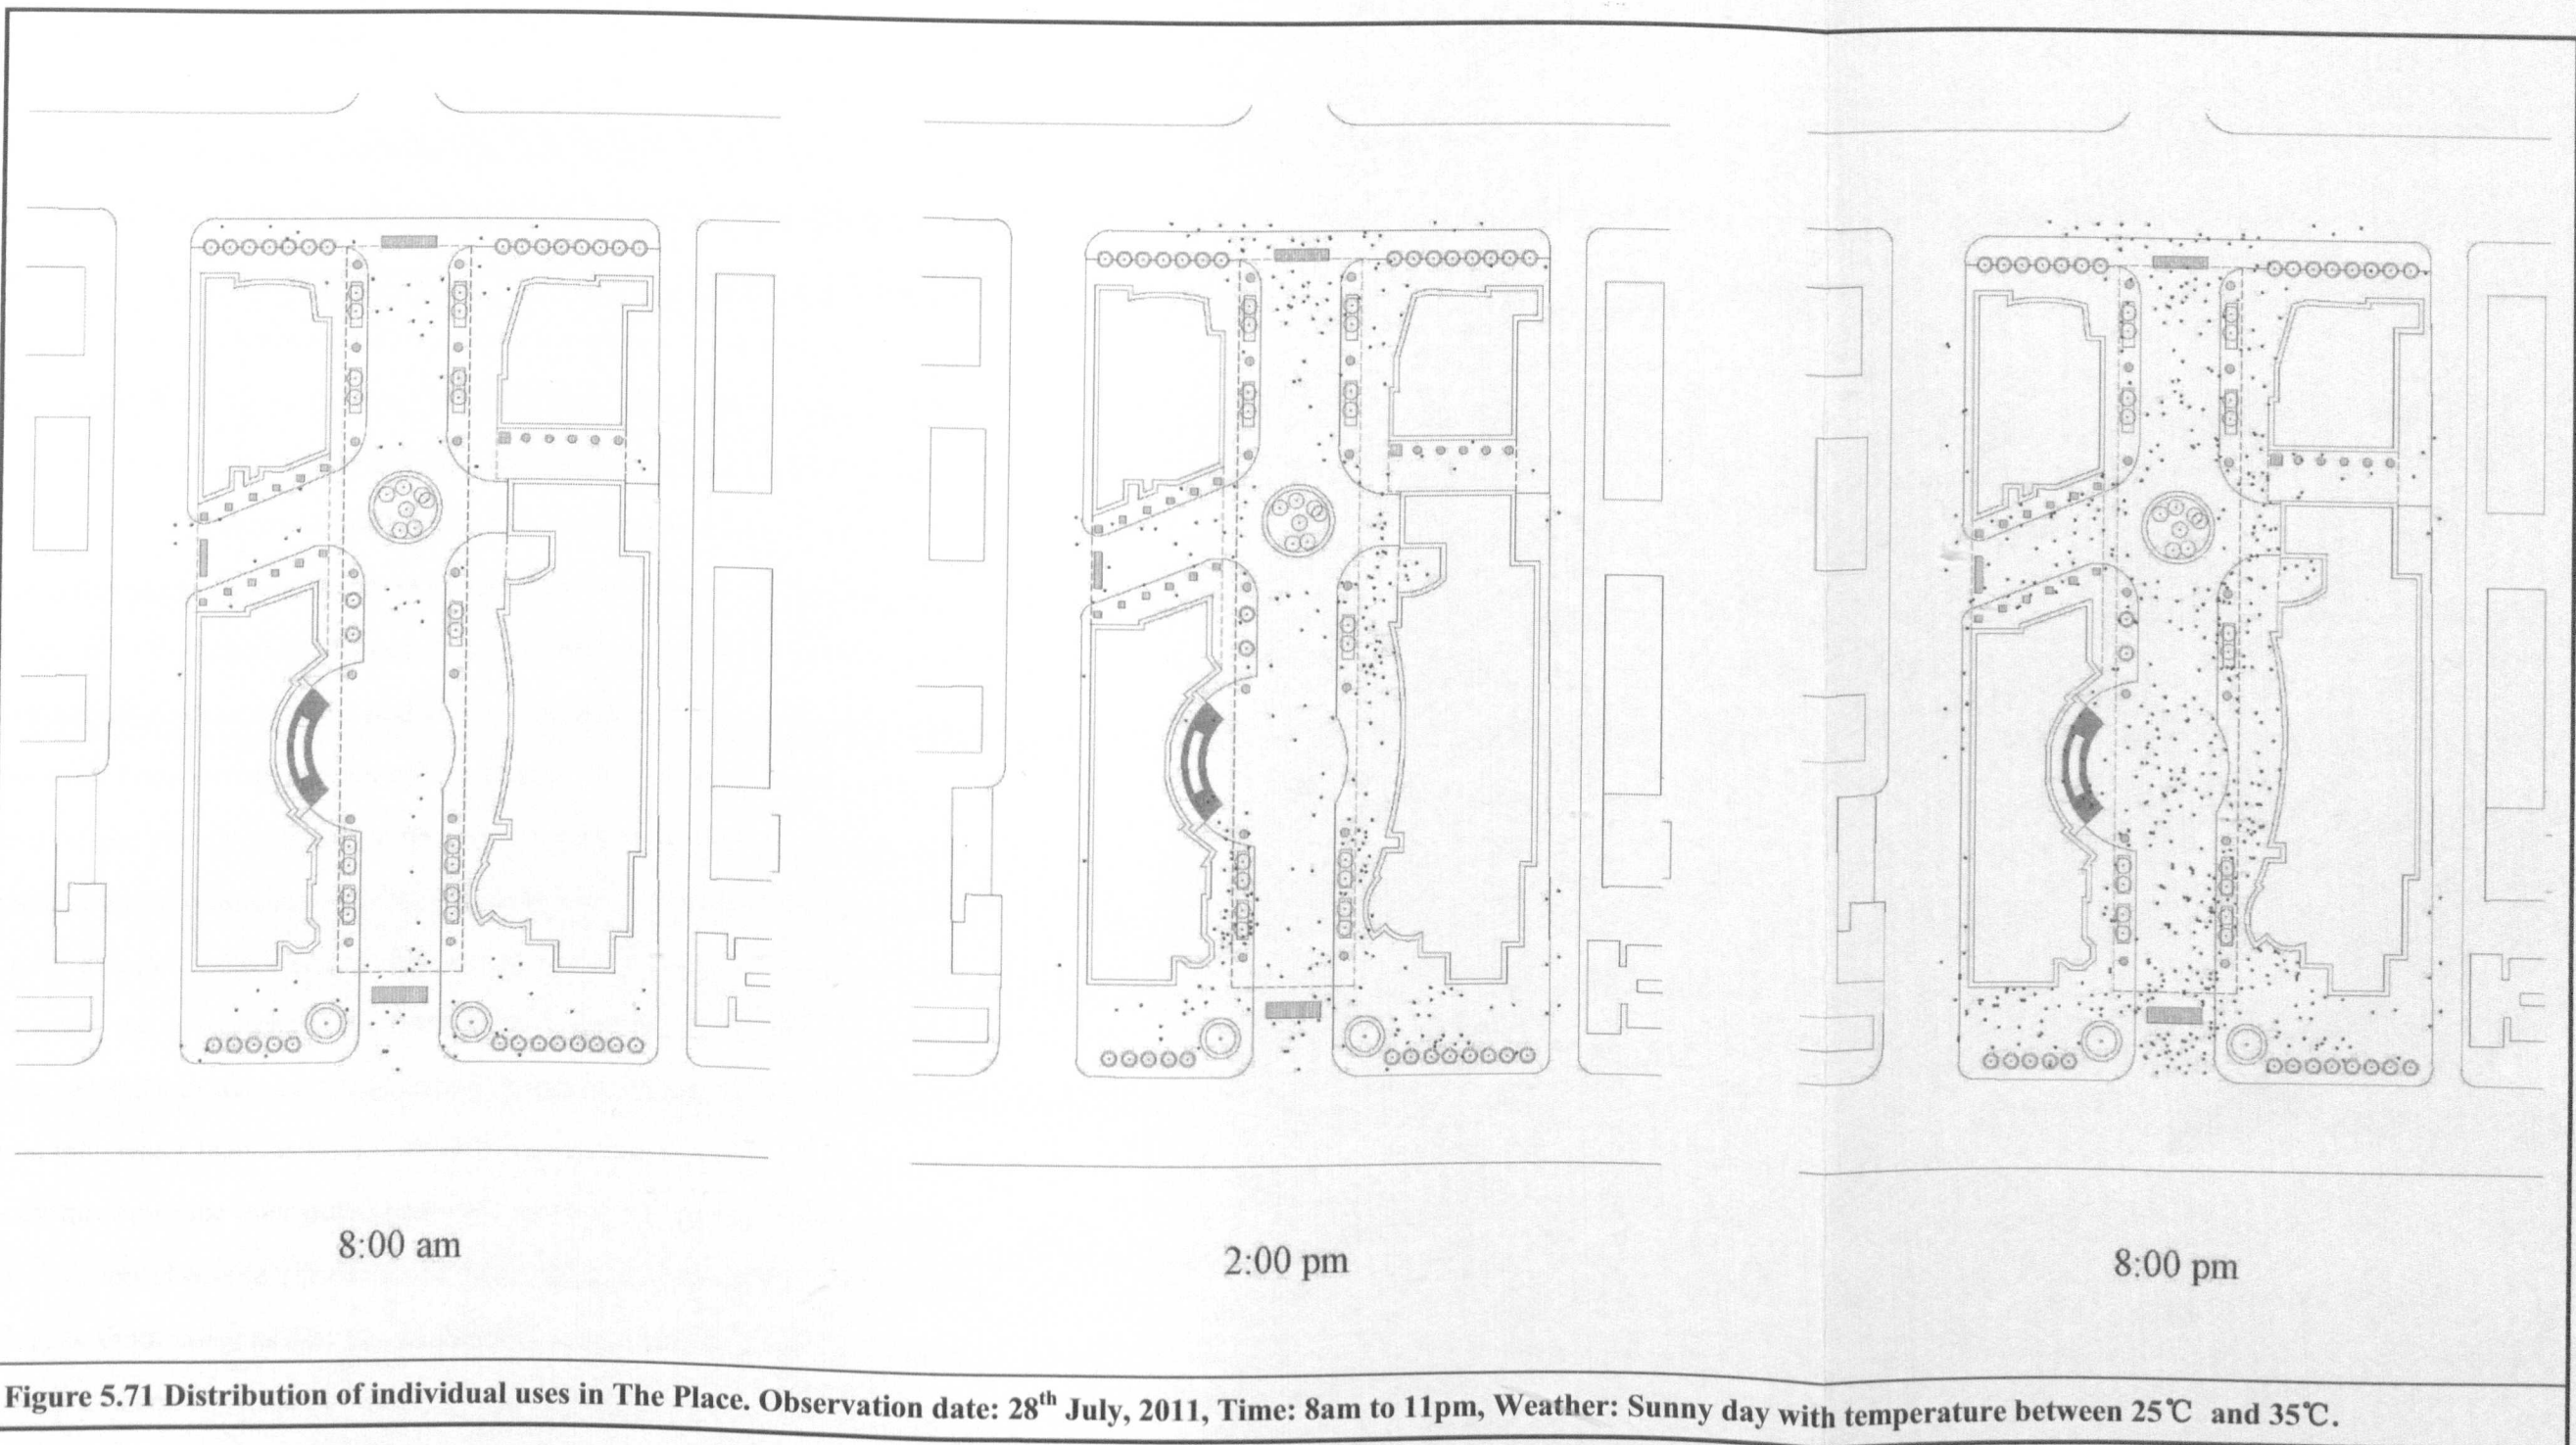 8:00 am
2:00 pm
8:00 pm
Figure 5.71 Distribution of individual uses in The Place. Observation date: 28th July, 2011, Time: 8am to 11pm, Weather: Sunny day with temperature between 25℃ and 35℃.